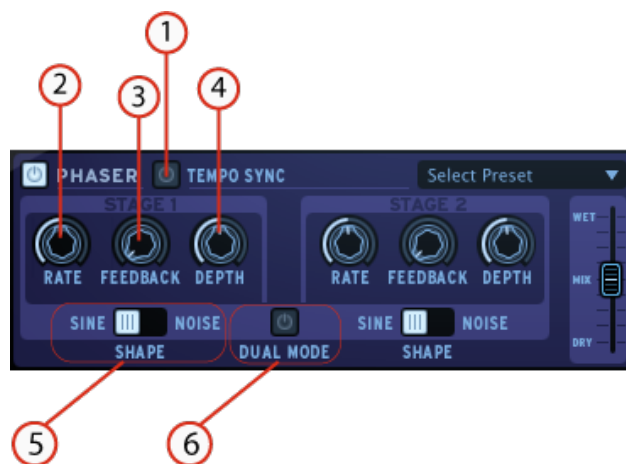 1
2
3
4
PHASER TEMPO SYNC Select Preset
STAGE 1 STAGE 2
WET
RATE FEEDBACK DEPTH RATE FEEDBACK DEPTH
MIX
SINE NOISE SINE NOISE
SHAPE DUAL MODE SHAPE
DRY
5
6